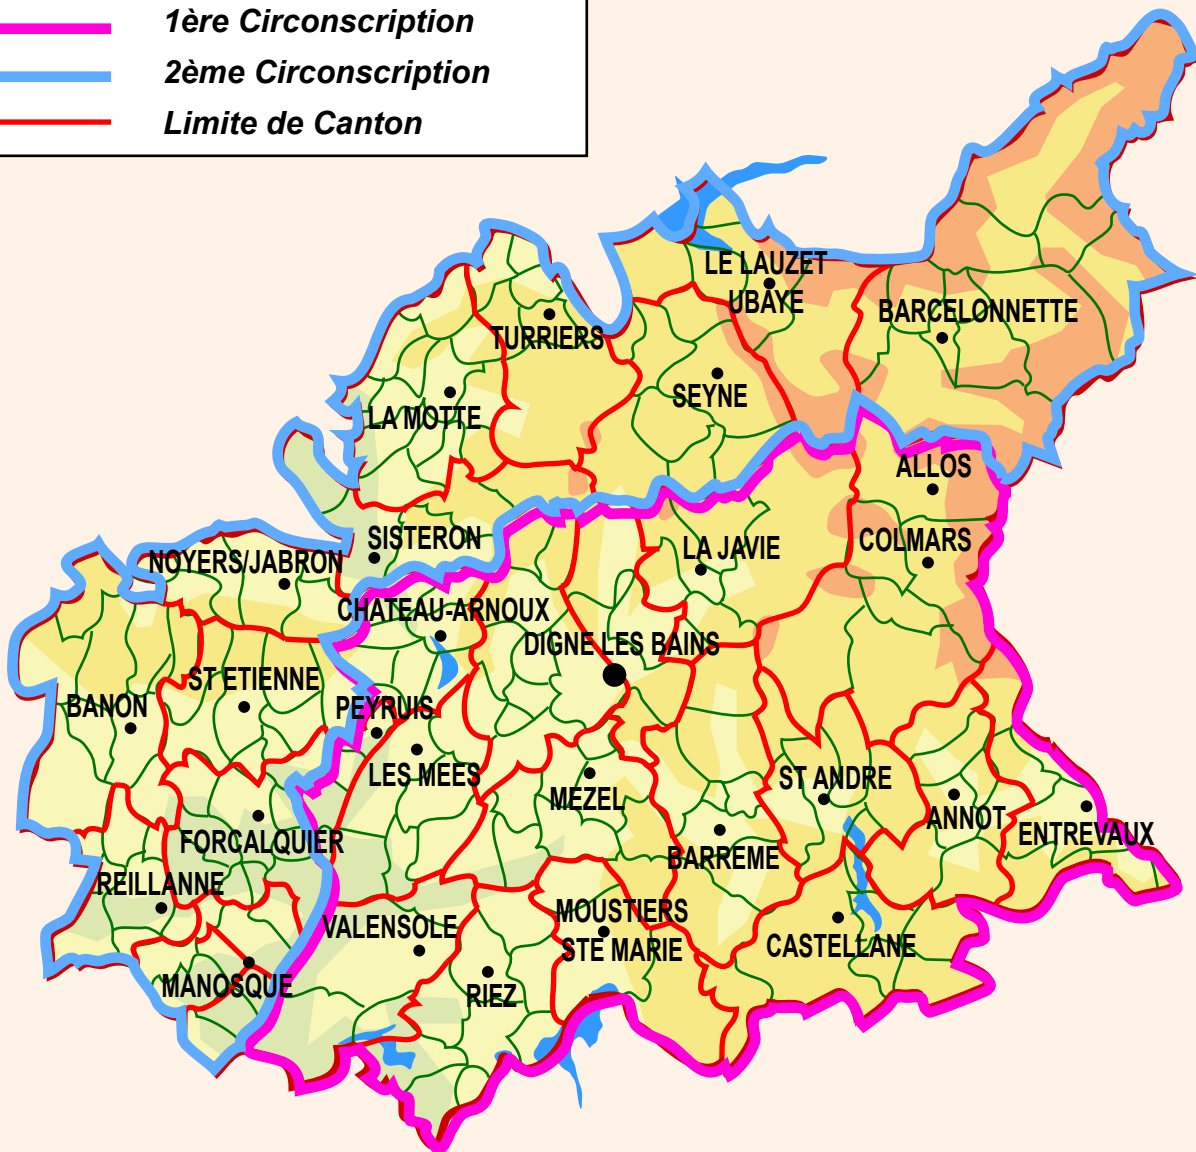 1ère Circonscription
2ème Circonscription
Limite de Canton
LE LAUZET
UBAYE
BARCELONNETTE
TURRIERS
SEYNE
LA MOTTE
ALLOS
SISTERON
COLMARS
LA JAVIE
NOYERS/JABRON
CHATEAU-ARNOUX
DIGNE LES BAINS
ST ETIENNE
BANON
PEYRUIS
LES MEES
MEZEL
ST ANDRE
ANNOT
ENTREVAUX
FORCALQUIER
BARREME
REILLANNE
VALENSOLE
MOUSTIERS
STE MARIE
CASTELLANE
MANOSQUE
RIEZ